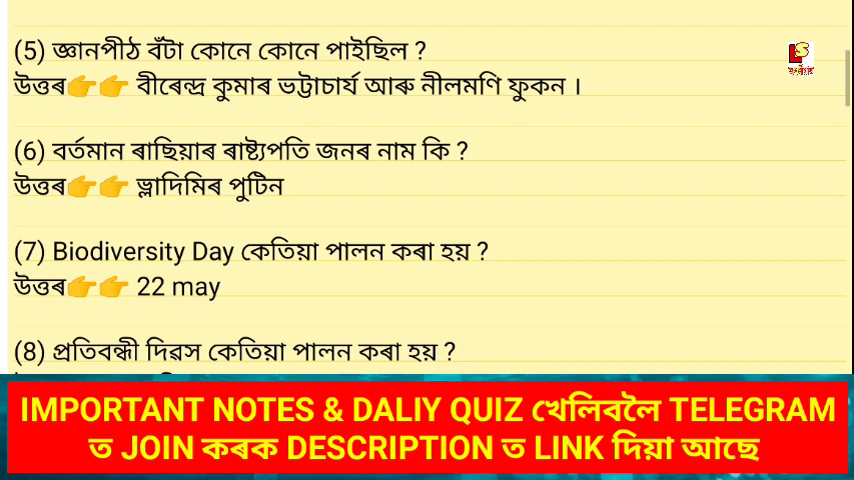 (5) জ্ঞানপীঠ বঁটা কোনে কোনে পাইছিল ?
উত্তৰ👉👉 বীৰেন্দ্ৰ কুমাৰ ভট্টাচাৰ্য আৰু নীলমণি ফুকন ।
(6) বৰ্তমান ৰাছিয়াৰ ৰাষ্ট্যপতি জনৰ নাম কি ?
উত্তৰ👉👉 ভ্লাদিমিৰ পুটিন
(7) Biodiversity Day কেতিয়া পালন কৰা হয় ?
উত্তৰ👉👉 22 may
(8) প্ৰতিবন্ধী দিৱস কেতিয়া পালন কৰা হয় ?
IMPORTANT NOTES & DALIY QUIZ খেলিবলৈ TELEGRAM
ত JOIN কৰক DESCRIPTION ত LINK দিয়া আছে
LS